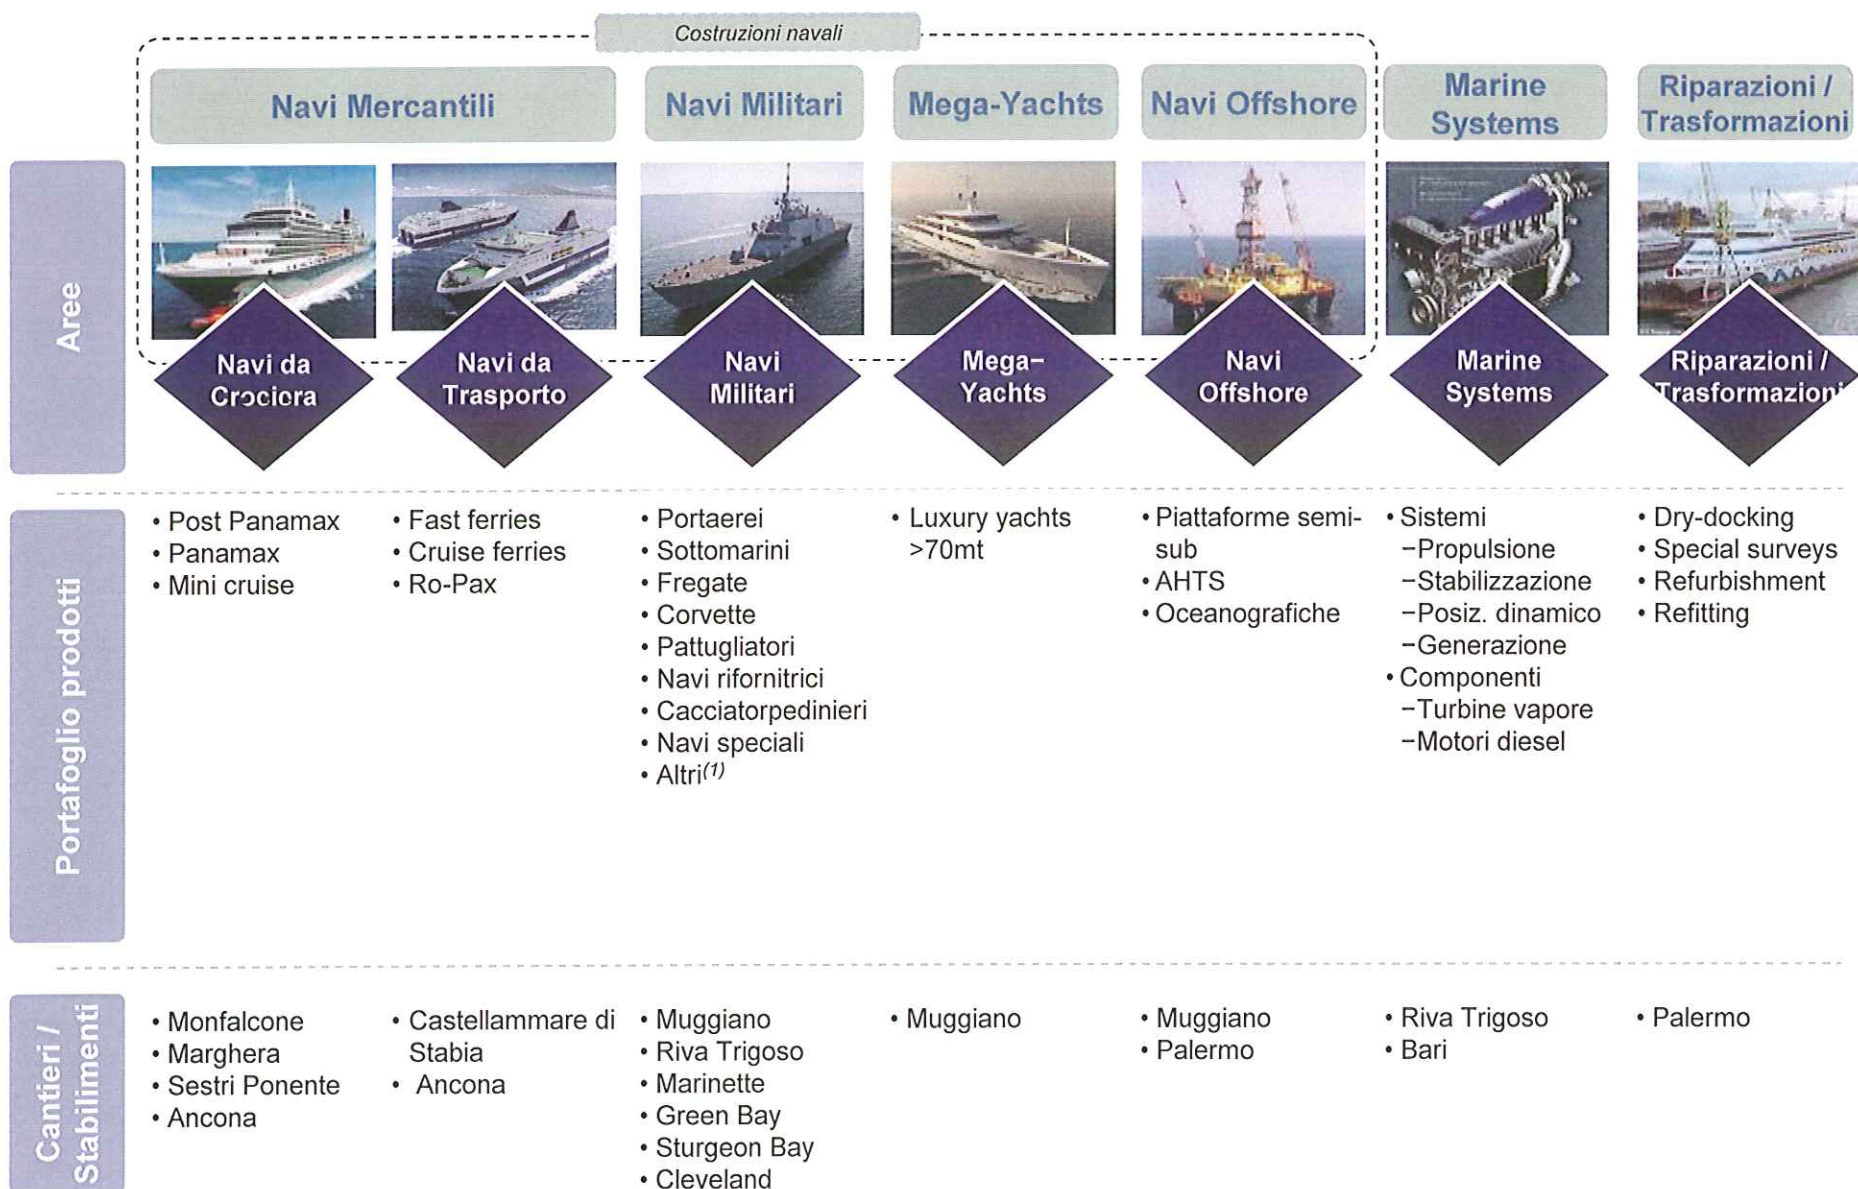 Costruzioni navali
Navi Mercantili
Navi Militari
Mega-Yachts
Navi Offshore
Marine
Systems
Riparazioni /
Trasformazioni
Aree
Navi da
Crociera
Navi da
Trasporto
Navi
Militari
Mega–
Yachts
Navi
Offshore
Marine
Systems
Riparazioni /
Trasformazioni
Portafoglio prodotti
• Post Panamax
• Panamax
• Mini cruise
• Fast ferries
• Cruise ferries
• Ro-Pax
• Portaerei
• Sottomarini
• Fregate
• Corvette
• Pattugliatori
• Navi rifornitrici
• Cacciatorpedinieri
• Navi speciali
• Altri(1)
• Luxury yachts
>70mt
• Piattaforme semi-
sub
• AHTS
• Oceanografiche
• Sistemi
–Propulsione
–Stabilizzazione
–Posiz. dinamico
–Generazione
• Componenti
–Turbine vapore
–Motori diesel
• Dry-docking
• Special surveys
• Refurbishment
• Refitting
Cantieri /
Stabilimenti
• Monfalcone
• Marghera
• Sestri Ponente
• Ancona
• Castellammare di
Stabia
• Ancona
• Muggiano
• Riva Trigoso
• Marinette
• Green Bay
• Sturgeon Bay
• Cleveland
• Muggiano
• Muggiano
• Palermo
• Riva Trigoso
• Bari
• Palermo